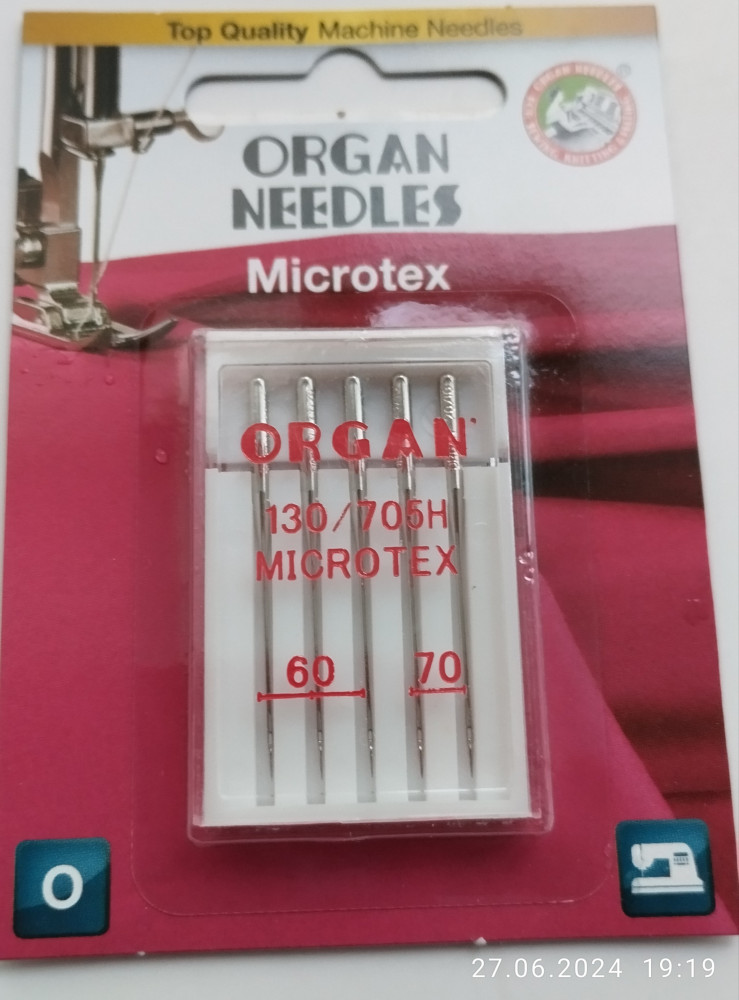 Top Quality Machine Needles
ORGAN
NEEDLES
Microtex
ORGAN
130/705H
MICROTEX
60 70
O
27.06.2024 19:19